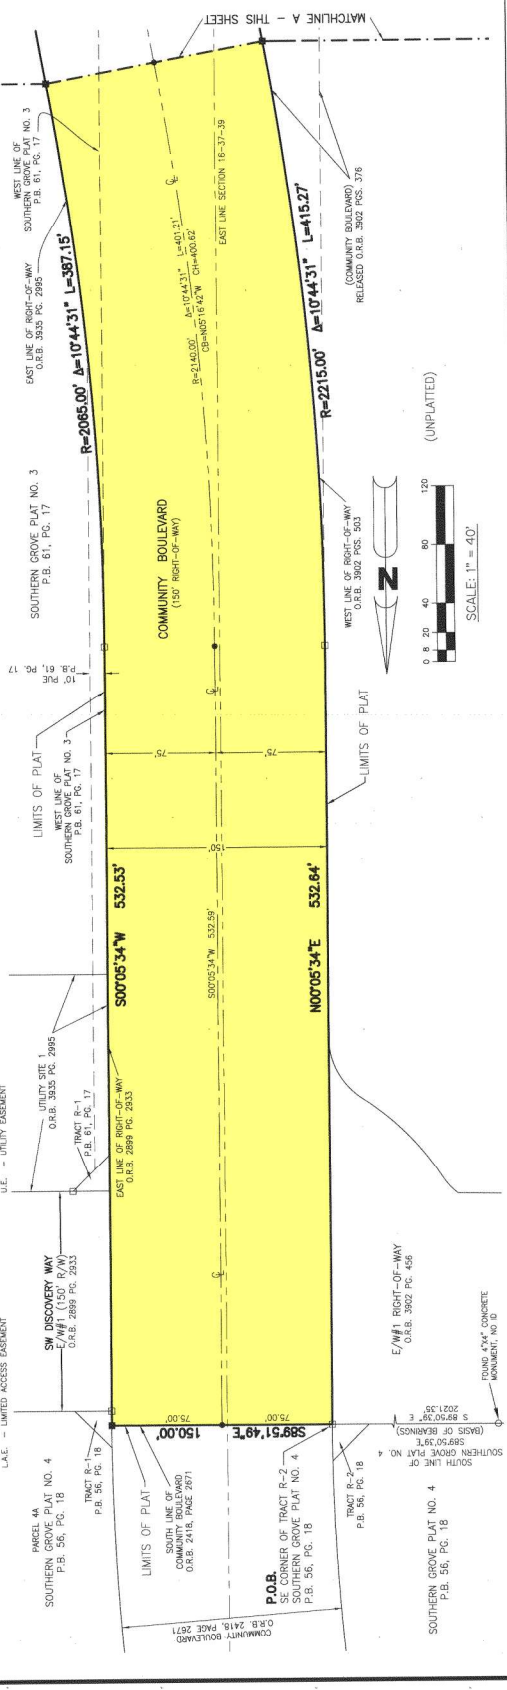 MATCHLINE A - THIS SHEET
WEST LINE OF
SOUTHERN GROVE PLAT NO. 3
P.B. 61, PG. 17
EAST LINE OF RIGHT-OF-WAY
O.R.B. 3935 PG. 2995
R=2065.00' Δ=10°44'31" L=387.15'
SOUTHERN GROVE PLAT NO. 3
P.B. 61, PG. 17
EAST LINE SECTION 16-37-39
R=2140.00' Δ=10°44'31" L=401.21'
CB=N05°16'42"W CH=400.62'
R=2215.00' Δ=10°44'31" L=415.27'
(COMMUNITY BOULEVARD)
RELEASED O.R.B. 3902 PGS. 376
(UNPLATTED)
COMMUNITY BOULEVARD
(150' RIGHT-OF-WAY)
WEST LINE OF RIGHT-OF-WAY
O.R.B. 3902 PGS. 503
N
0 8 20 40 80 120
SCALE: 1" = 40'
10' PUE
P.B. 61, PG. 17
LIMITS OF PLAT
WEST LINE OF
SOUTHERN GROVE PLAT NO. 3
P.B. 61, PG. 17
75'
75'
150'
LIMITS OF PLAT
S00°05'34"W 532.53'
S00°05'34"W 532.59'
N00°05'34"E 532.64'
U.E. - UTILITY EASEMENT
UTILITY SITE 1
O.R.B. 3935 PG. 2995
TRACT R-1
P.B. 61, PG. 17
EAST LINE OF RIGHT-OF-WAY
O.R.B. 2899 PG. 2933
L.A.E. - LIMITED ACCESS EASEMENT
SW DISCOVERY WAY
E/W#1 (150' R/W)
O.R.B. 2899 PG. 2933
E/W#1 RIGHT-OF-WAY
O.R.B. 3902 PG. 456
FOUND 4"X4" CONCRETE
MONUMENT, NO ID
SOUTH LINE OF
SOUTHERN GROVE PLAT NO. 4
S89°50'39"E
(BASIS OF BEARINGS)
S 89°50'39" E
2021.35'
75.00'
75.00'
150.00' S89°51'49"E
PARCEL 4A
SOUTHERN GROVE PLAT NO. 4
P.B. 56, PG. 18
TRACT R-1
P.B. 56, PG. 18
LIMITS OF PLAT
SOUTH LINE OF
COMMUNITY BOULEVARD
O.R.B. 2418, PAGE 2671
P.O.B.
SE CORNER OF TRACT R-2
SOUTHERN GROVE PLAT NO. 4
P.B. 56, PG. 18
TRACT R-2
P.B. 56, PG. 18
SOUTHERN GROVE PLAT NO. 4
P.B. 56, PG. 18
COMMUNITY BOULEVARD
O.R.B. 2418, PAGE 2671